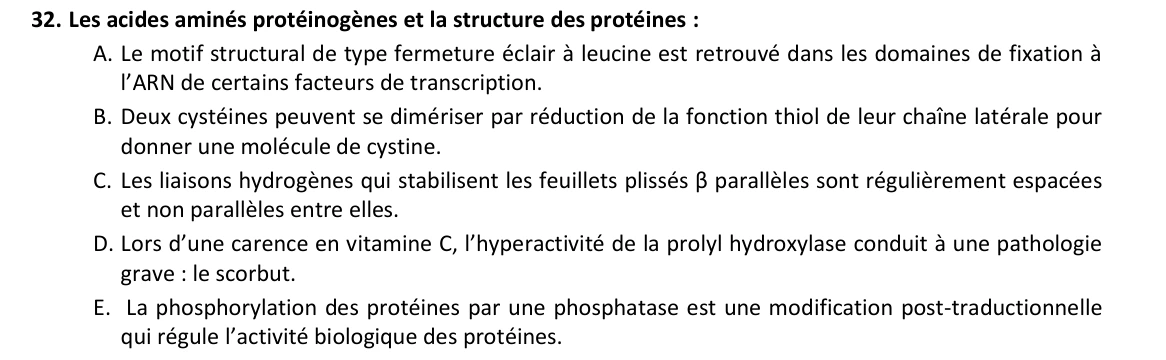 32. Les acides aminés protéinogènes et la structure des protéines :
A. Le motif structural de type fermeture éclair à leucine est retrouvé dans les domaines de fixation à
l’ARN de certains facteurs de transcription.
B. Deux cystéines peuvent se dimériser par réduction de la fonction thiol de leur chaîne latérale pour
donner une molécule de cystine.
C. Les liaisons hydrogènes qui stabilisent les feuillets plissés β parallèles sont régulièrement espacées
et non parallèles entre elles.
D. Lors d’une carence en vitamine C, l’hyperactivité de la prolyl hydroxylase conduit à une pathologie
grave : le scorbut.
E. La phosphorylation des protéines par une phosphatase est une modification post-traductionnelle
qui régule l’activité biologique des protéines.